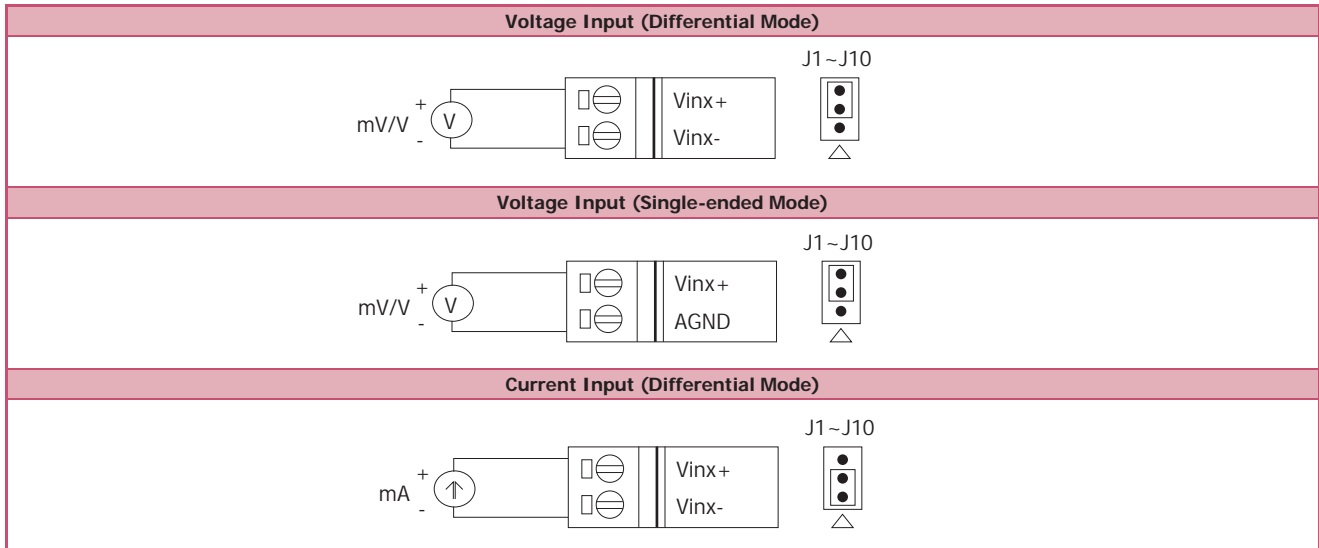 Voltage Input (Differential Mode)
J1~J10
mV/V
+
V
-
Vinx+
Vinx-
Voltage Input (Single-ended Mode)
J1~J10
mV/V
+
V
-
Vinx+
AGND
Current Input (Differential Mode)
J1~J10
mA
+
-
Vinx+
Vinx-